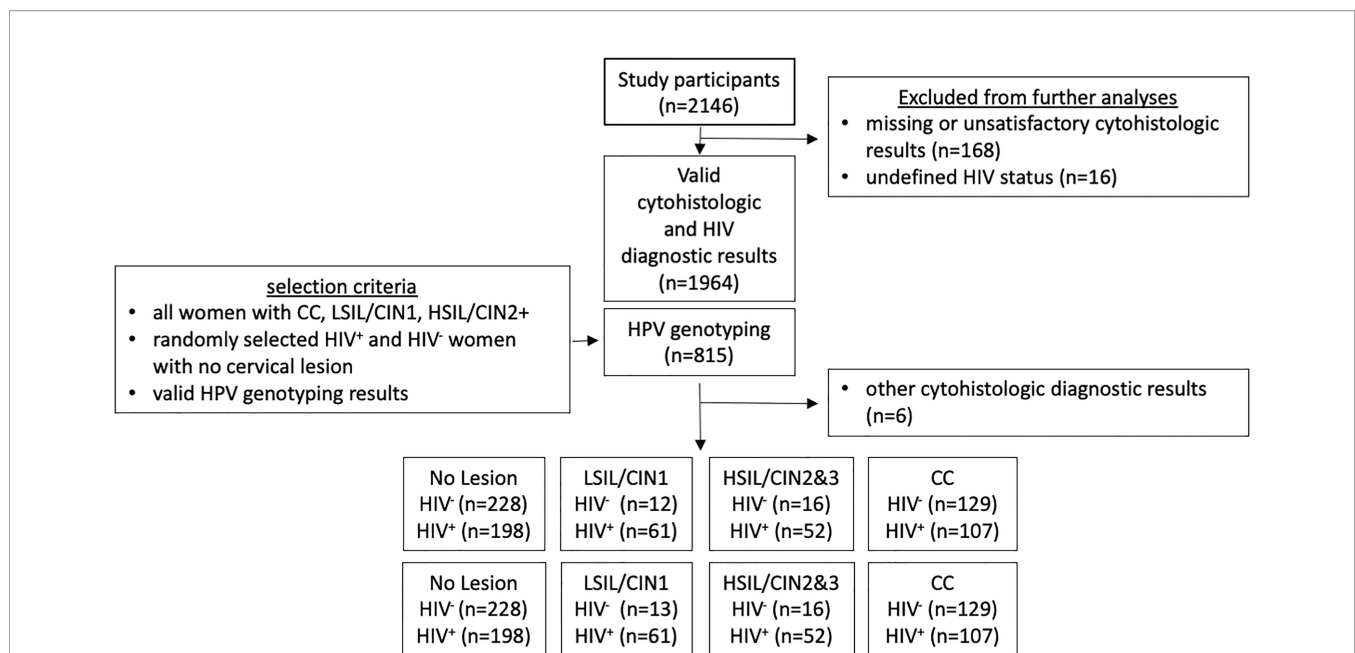 Study participants
(n=2146)
Excluded from further analyses
• missing or unsatisfactory cytohistologic
results (n=168)
• undefined HIV status (n=16)
Valid
cytohistologic
and HIV
diagnostic results
(n=1964)
selection criteria
• all women with CC, LSIL/CIN1, HSIL/CIN2+
• randomly selected HIV⁺ and HIV⁻ women
with no cervical lesion
• valid HPV genotyping results
HPV genotyping
(n=815)
• other cytohistologic diagnostic results
(n=6)
No Lesion
HIV⁻ (n=228)
HIV⁺ (n=198)
LSIL/CIN1
HIV⁻ (n=12)
HIV⁺ (n=61)
HSIL/CIN2&3
HIV⁻ (n=16)
HIV⁺ (n=52)
CC
HIV⁻ (n=129)
HIV⁺ (n=107)
No Lesion
HIV⁻ (n=228)
HIV⁺ (n=198)
LSIL/CIN1
HIV⁻ (n=13)
HIV⁺ (n=61)
HSIL/CIN2&3
HIV⁻ (n=16)
HIV⁺ (n=52)
CC
HIV⁻ (n=129)
HIV⁺ (n=107)